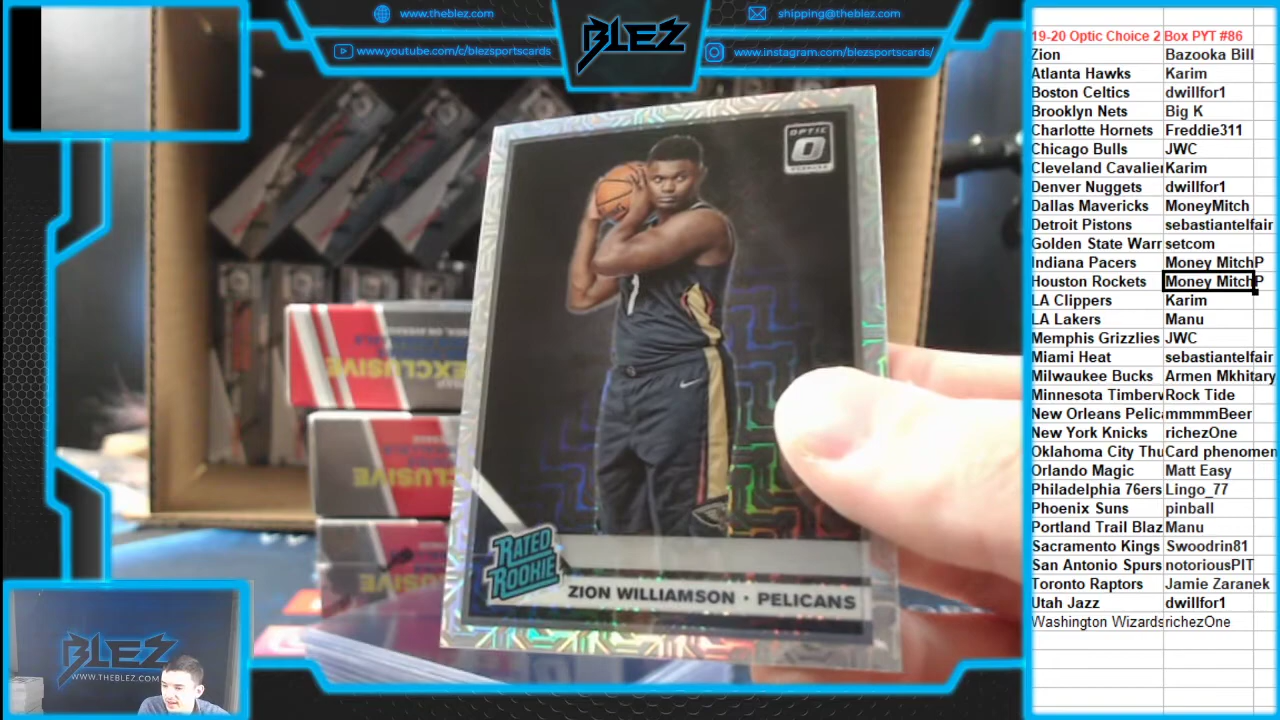 www.theblez.com
www.youtube.com/c/blezsportscards
BLEZ
shipping@theblez.com
www.instagram.com/blezsportscards/
19-20 Optic Choice 2 Box PYT #86
Zion Bazooka Bill
Atlanta Hawks Karim
Boston Celtics dwillfor1
Brooklyn Nets Big K
Charlotte Hornets Freddie311
Chicago Bulls JWC
Cleveland Cavalier Karim
Denver Nuggets dwillfor1
Dallas Mavericks MoneyMitch
Detroit Pistons sebastiantelfair
Golden State Warr setcom
Indiana Pacers Money MitchP
Houston Rockets Money MitchP
LA Clippers Karim
LA Lakers Manu
Memphis Grizzlies JWC
Miami Heat sebastiantelfair
Milwaukee Bucks Armen Mkhitary
Minnesota Timberv Rock Tide
New Orleans Pelic mmmmBeer
New York Knicks richezOne
Oklahoma City Thu Card phenomen
Orlando Magic Matt Easy
Philadelphia 76ers Lingo_77
Phoenix Suns pinball
Portland Trail Blaz Manu
Sacramento Kings Swoodrin81
San Antonio Spurs notoriousPIT
Toronto Raptors Jamie Zaranek
Utah Jazz dwillfor1
Washington Wizards richezOne
OPTIC
RATED
ROOKIE
ZION WILLIAMSON · PELICANS
EXCLUSIVE
CLUSIVE
BLEZ
WWW.THEBLEZ.COM